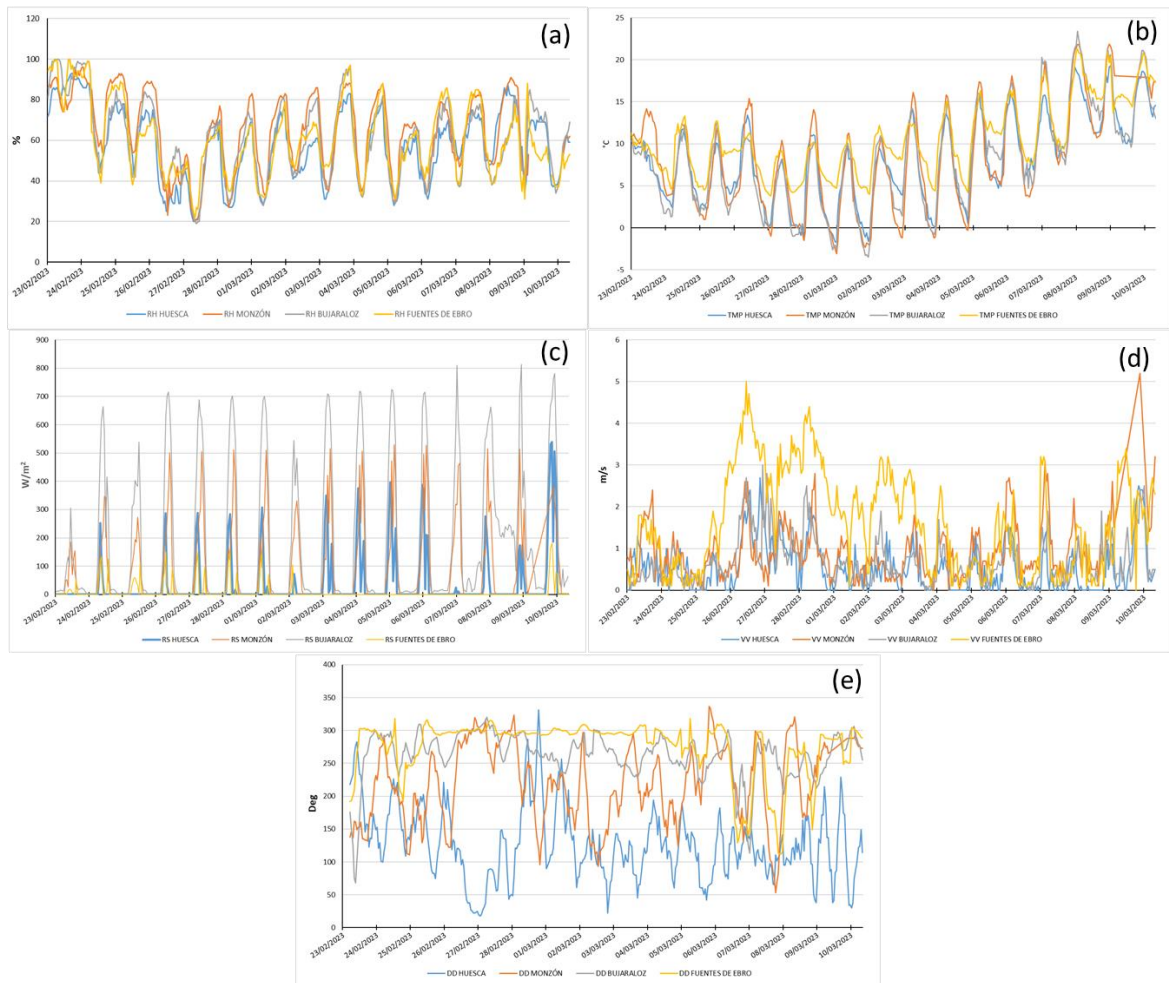 (a)
120
100
80
60
40
20
0
%
23/02/2023 24/02/2023 25/02/2023 26/02/2023 27/02/2023 28/02/2023 01/03/2023 02/03/2023 03/03/2023 04/03/2023 05/03/2023 06/03/2023 07/03/2023 08/03/2023 09/03/2023 10/03/2023
RH HUESCA RH MONZÓN RH BUJARALOZ RH FUENTES DE EBRO
(b)
25
20
15
10
5
0
-5
°C
23/02/2023 24/02/2023 25/02/2023 26/02/2023 27/02/2023 28/02/2023 01/03/2023 02/03/2023 03/03/2023 04/03/2023 05/03/2023 06/03/2023 07/03/2023 08/03/2023 09/03/2023 10/03/2023
TMP HUESCA TMP MONZÓN TMP BUJARALOZ TMP FUENTES DE EBRO
(c)
900
800
700
600
500
400
300
200
100
0
W/m²
23/02/2023 24/02/2023 25/02/2023 26/02/2023 27/02/2023 28/02/2023 01/03/2023 02/03/2023 03/03/2023 04/03/2023 05/03/2023 06/03/2023 07/03/2023 08/03/2023 09/03/2023 10/03/2023
RS HUESCA RS MONZÓN RS BUJARALOZ RS FUENTES DE EBRO
(d)
6
5
4
3
2
1
0
m/s
23/02/2023 24/02/2023 25/02/2023 26/02/2023 27/02/2023 28/02/2023 01/03/2023 02/03/2023 03/03/2023 04/03/2023 05/03/2023 06/03/2023 07/03/2023 08/03/2023 09/03/2023 10/03/2023
VV HUESCA VV MONZÓN VV BUJARALOZ VV FUENTES DE EBRO
(e)
400
350
300
250
200
150
100
50
0
Deg
23/02/2023 24/02/2023 25/02/2023 26/02/2023 27/02/2023 28/02/2023 01/03/2023 02/03/2023 03/03/2023 04/03/2023 05/03/2023 06/03/2023 07/03/2023 08/03/2023 09/03/2023 10/03/2023
DD HUESCA DD MONZÓN DD BUJARALOZ DD FUENTES DE EBRO